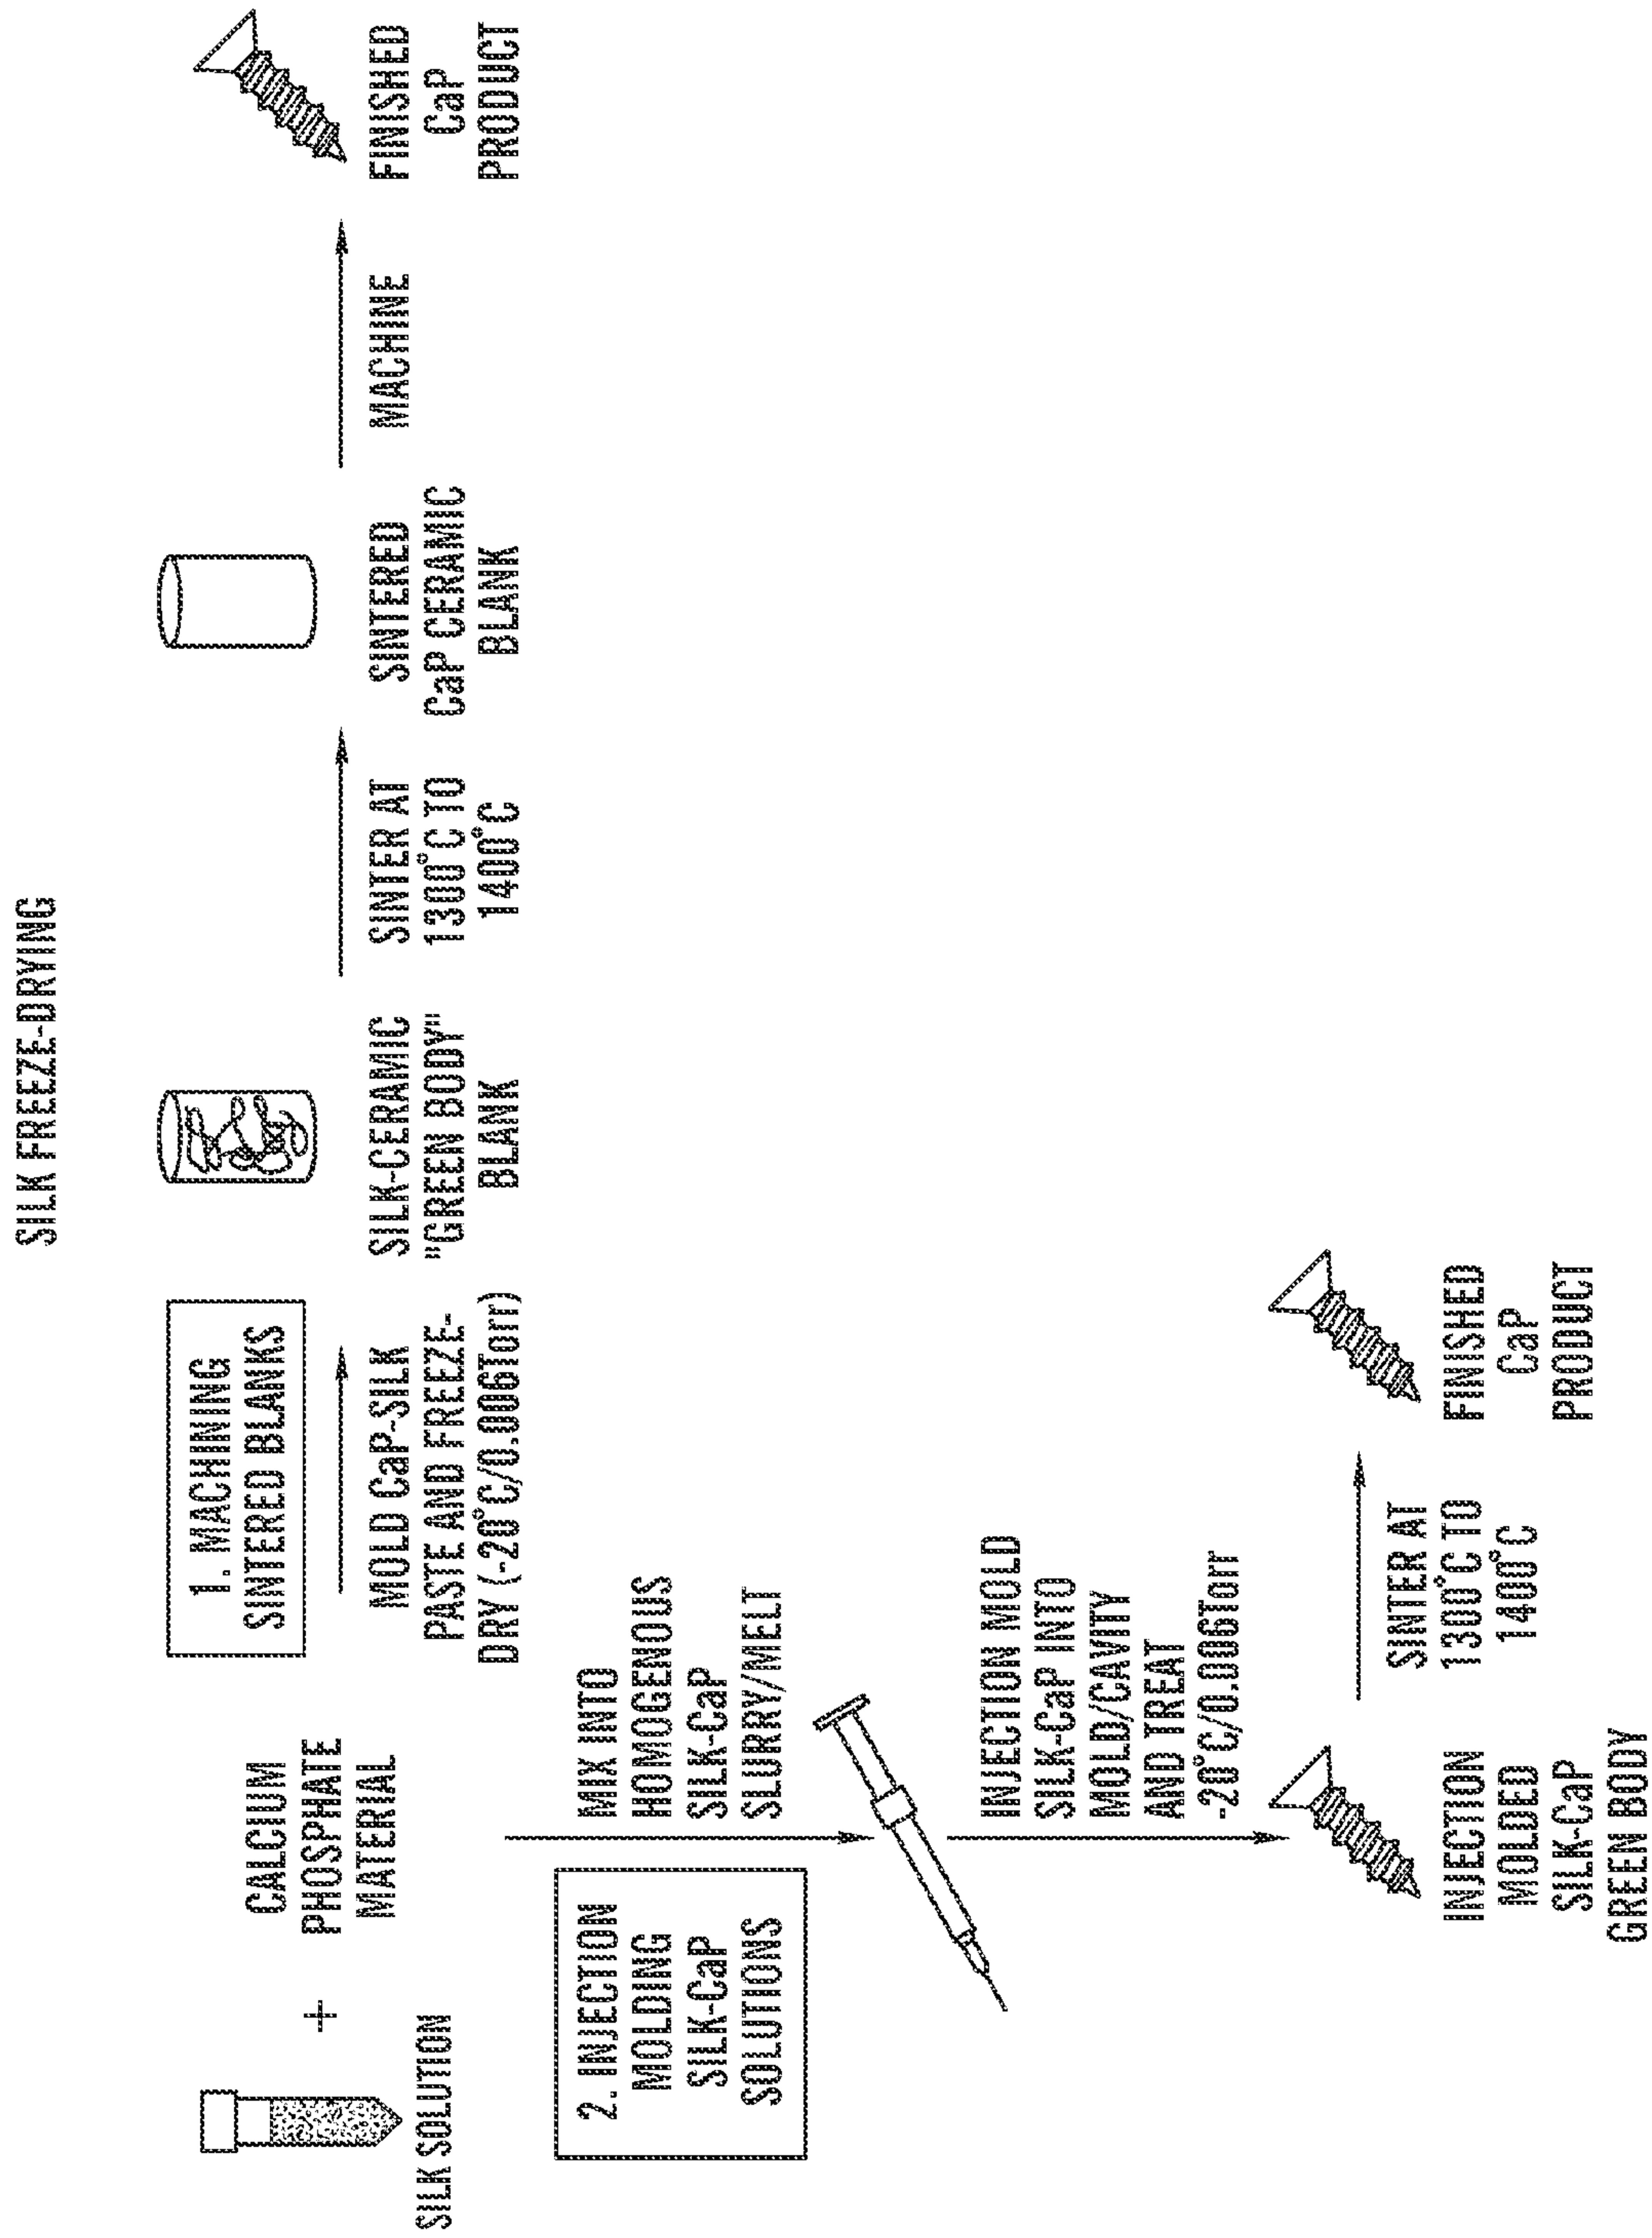 SILK FREEZE-DRYING
SILK SOLUTION
+
CALCIUM
PHOSPHATE
MATERIAL
1. MACHINING
SINTERED BLANKS
MOLD CaP-SILK
PASTE AND FREEZE-
DRY (-20°C/0.006Torr)
SILK-CERAMIC
"GREEN BODY"
BLANK
SINTER AT
1300°C TO
1400°C
SINTERED
CaP CERAMIC
BLANK
MACHINE
FINISHED
CaP
PRODUCT
2. INJECTION
MOLDING
SILK-CaP
SOLUTIONS
MIX INTO
HOMOGENOUS
SILK-CaP
SLURRY/MELT
INJECTION MOLD
SILK-CaP INTO
MOLD/CAVITY
AND TREAT
-20°C/0.006Torr
INJECTION
MOLDED
SILK-CaP
GREEN BODY
SINTER AT
1300°C TO
1400°C
FINISHED
CaP
PRODUCT